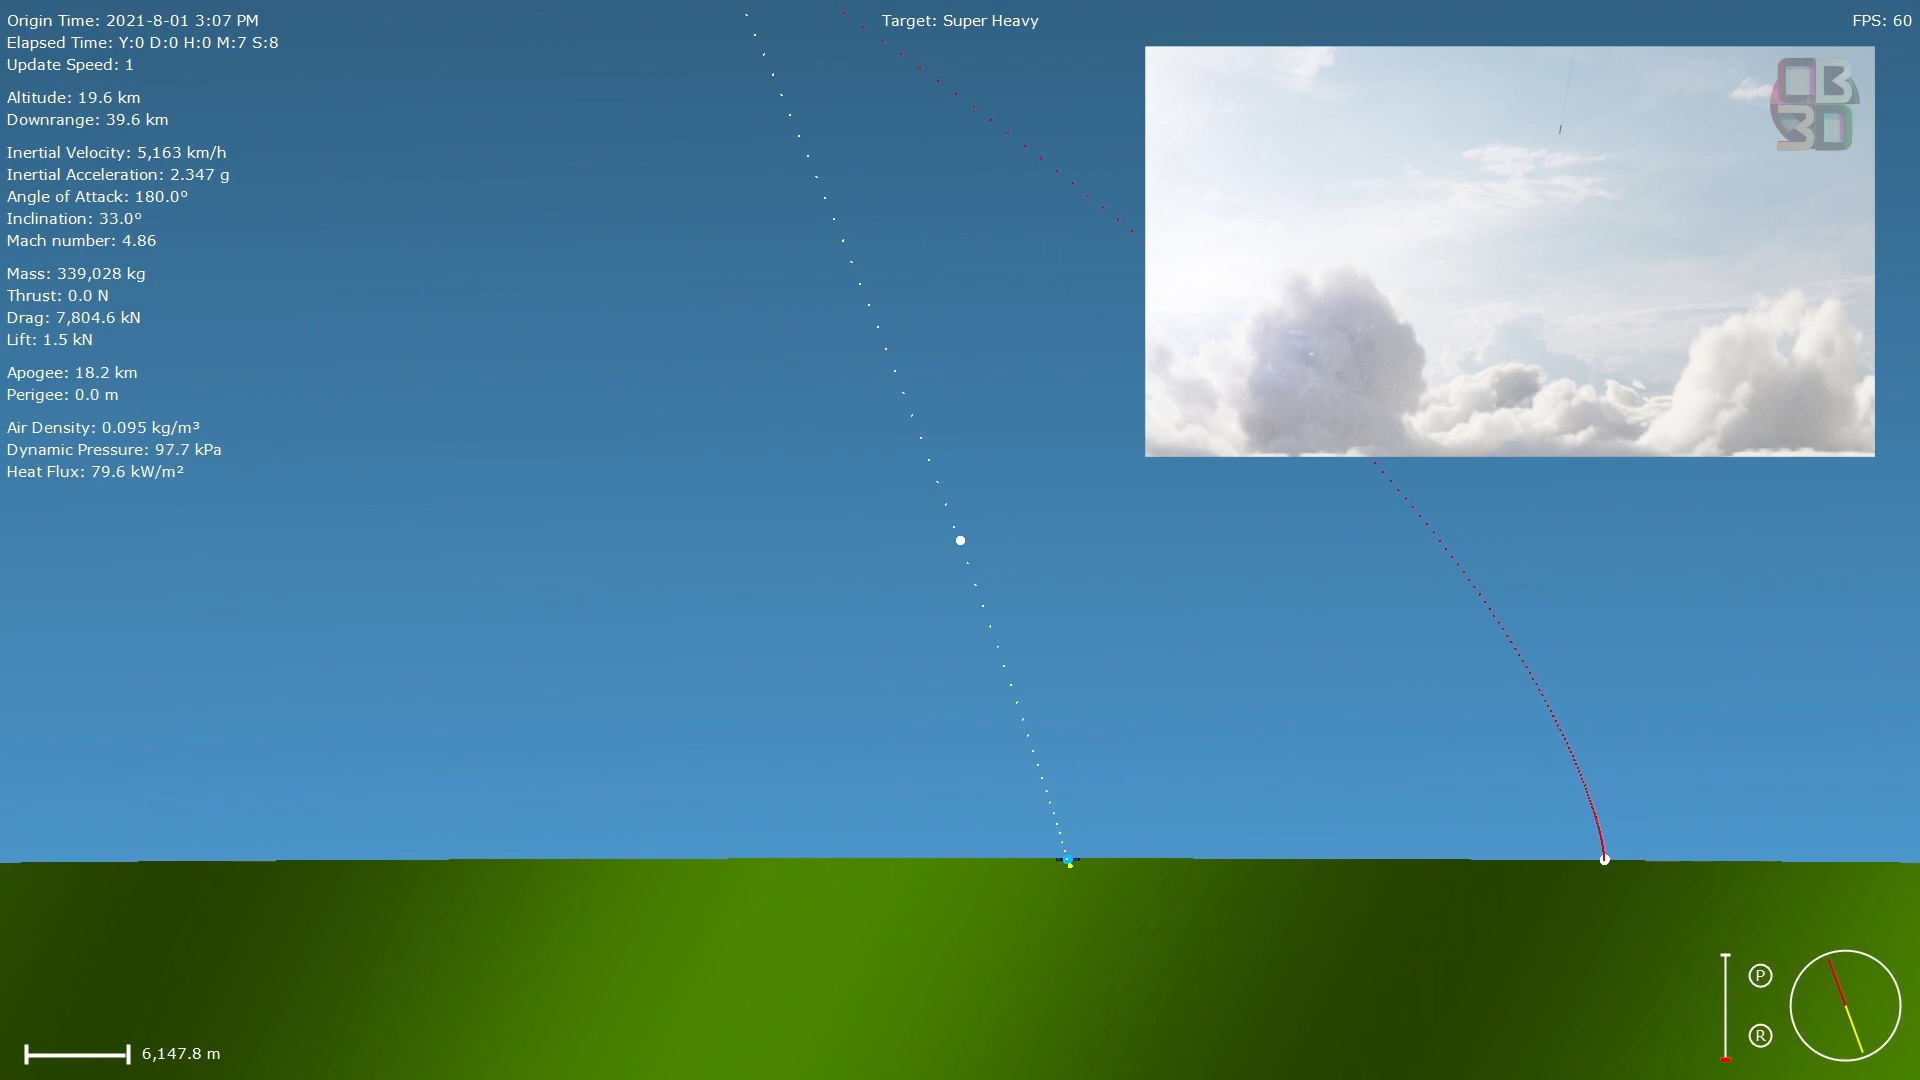 Origin Time: 2021-8-01 3:07 PM
Elapsed Time: Y:0 D:0 H:0 M:7 S:8
Update Speed: 1
Altitude: 19.6 km
Downrange: 39.6 km
Inertial Velocity: 5,163 km/h
Inertial Acceleration: 2.347 g
Angle of Attack: 180.0°
Inclination: 33.0°
Mach number: 4.86
Mass: 339,028 kg
Thrust: 0.0 N
Drag: 7,804.6 kN
Lift: 1.5 kN
Apogee: 18.2 km
Perigee: 0.0 m
Air Density: 0.095 kg/m³
Dynamic Pressure: 97.7 kPa
Heat Flux: 79.6 kW/m²
Target: Super Heavy
FPS: 60
CB
3D
P
R
6,147.8 m